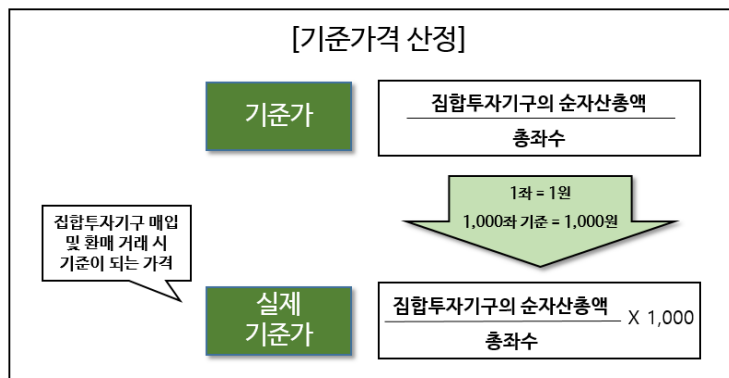 [기준가격 산정]
기준가
집합투자기구의 순자산총액
총좌수
1좌 = 1원
1,000좌 기준 = 1,000원
집합투자기구 매입
및 환매 거래 시
기준이 되는 가격
실제
기준가
집합투자기구의 순자산총액
X 1,000
총좌수